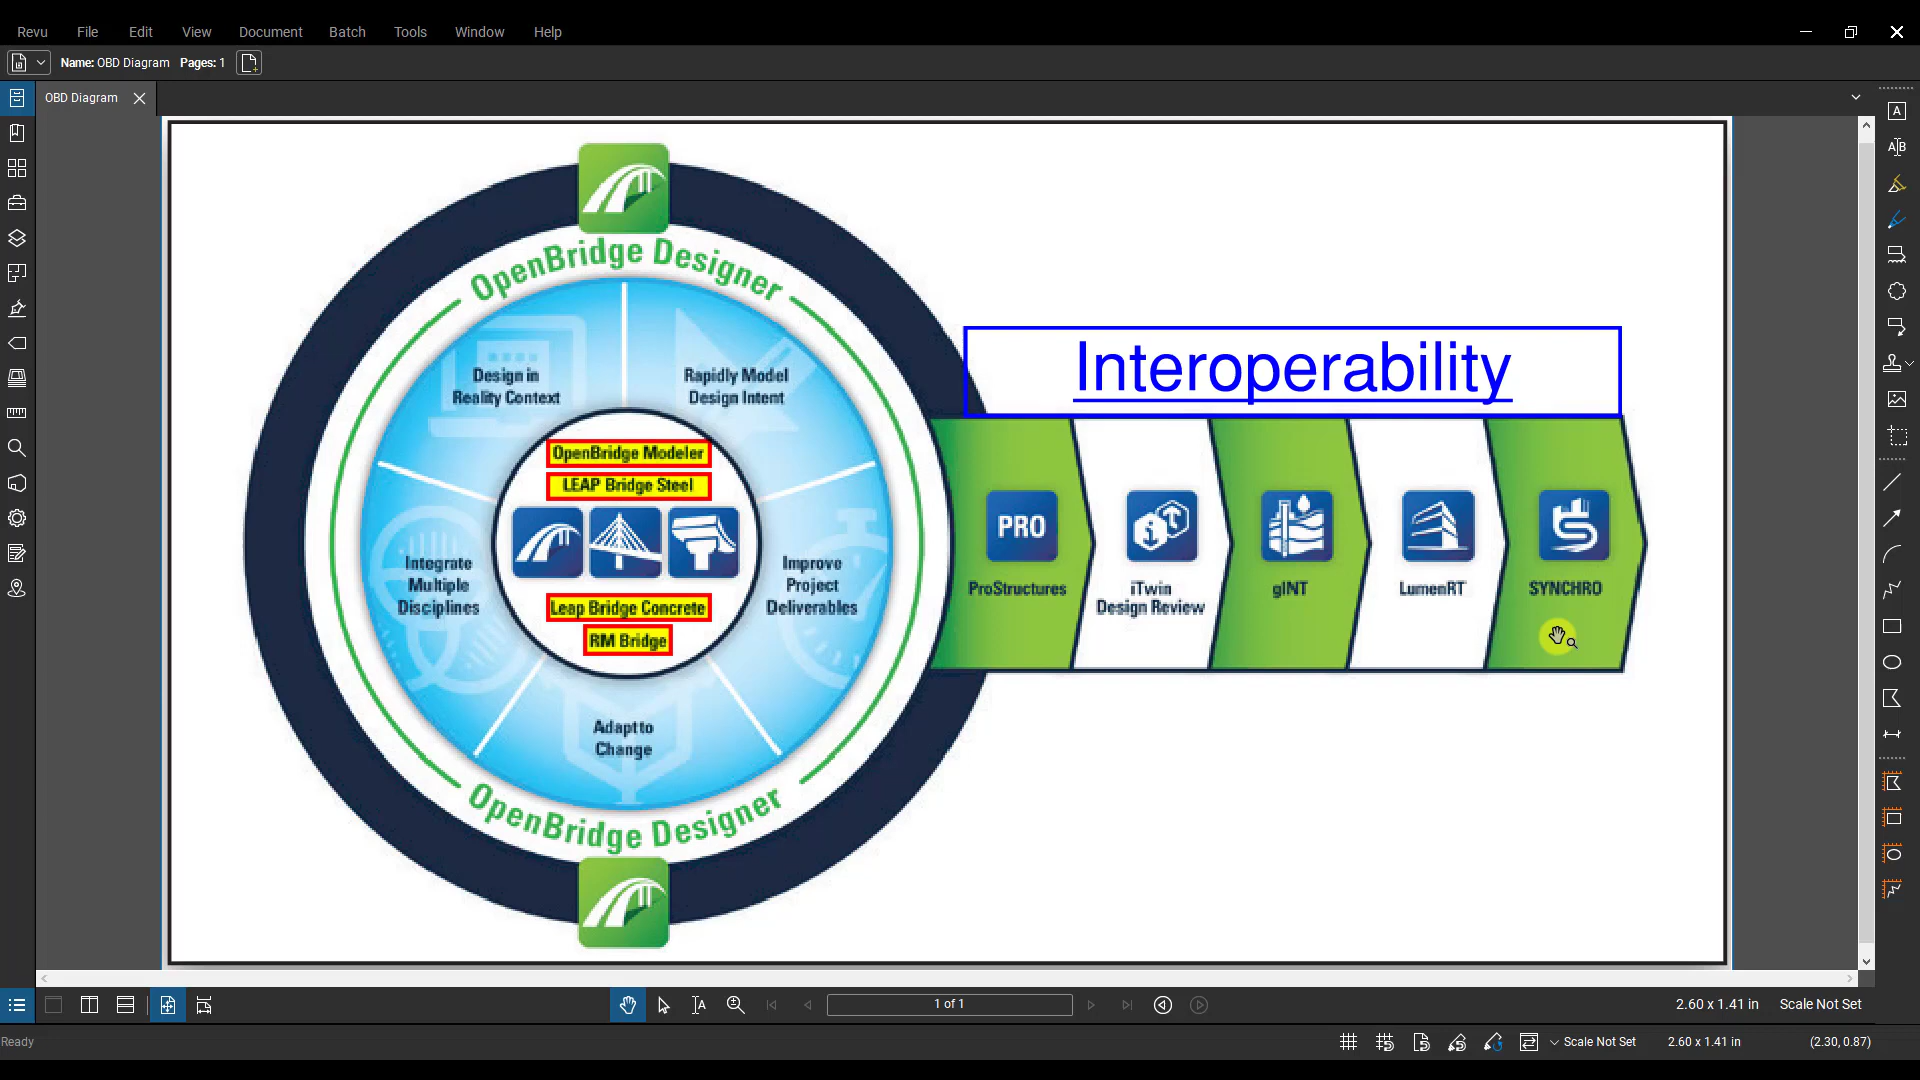 Revu File Edit View Document Batch Tools Window Help
Name: OBD Diagram Pages: 1
OBD Diagram
OpenBridge Designer
Design in
Reality Context
Rapidly Model
Design Intent
Integrate
Multiple
Disciplines
Improve
Project
Deliverables
Adapt to
Change
OpenBridge Modeler
LEAP Bridge Steel
Leap Bridge Concrete
RM Bridge
OpenBridge Designer
Interoperability
PRO
ProStructures
iTwin
Design Review
gINT
LumenRT
SYNCHRO
1 of 1
2.60 x 1.41 in Scale Not Set
Ready
Scale Not Set 2.60 x 1.41 in (2.30, 0.87)